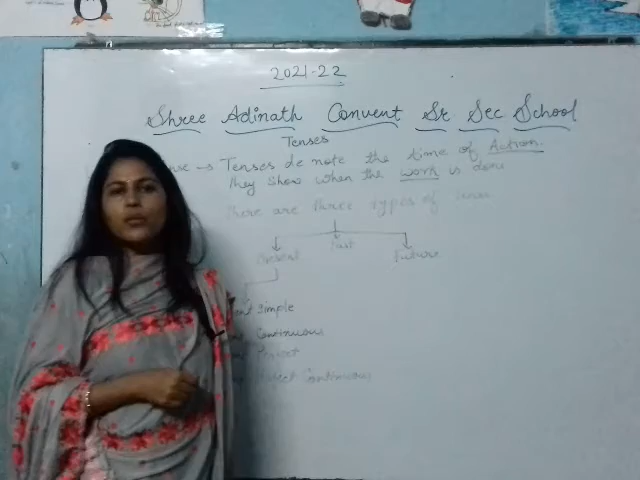 2021-22
Shree Adinath Convent Sr Sec School
Tenses
Tenses denote the time of Action.
They show when the work is done
There are three types of Tense
Present Past Future
Simple
Continuous
Perfect
Perfect Continuous